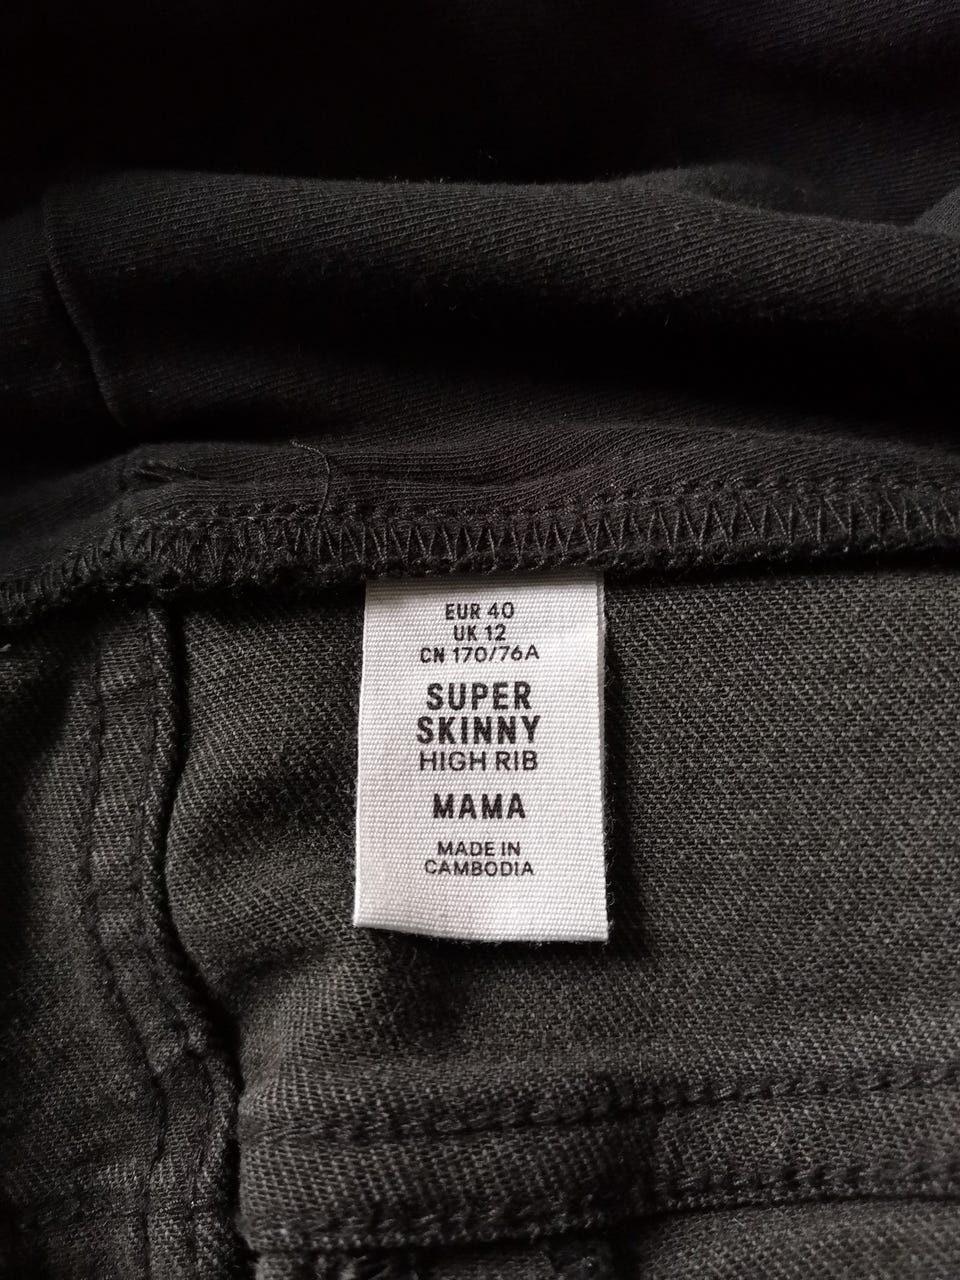 EUR 40
UK 12
CN 170/76A
SUPER
SKINNY
HIGH RIB
MAMA
MADE IN
CAMBODIA